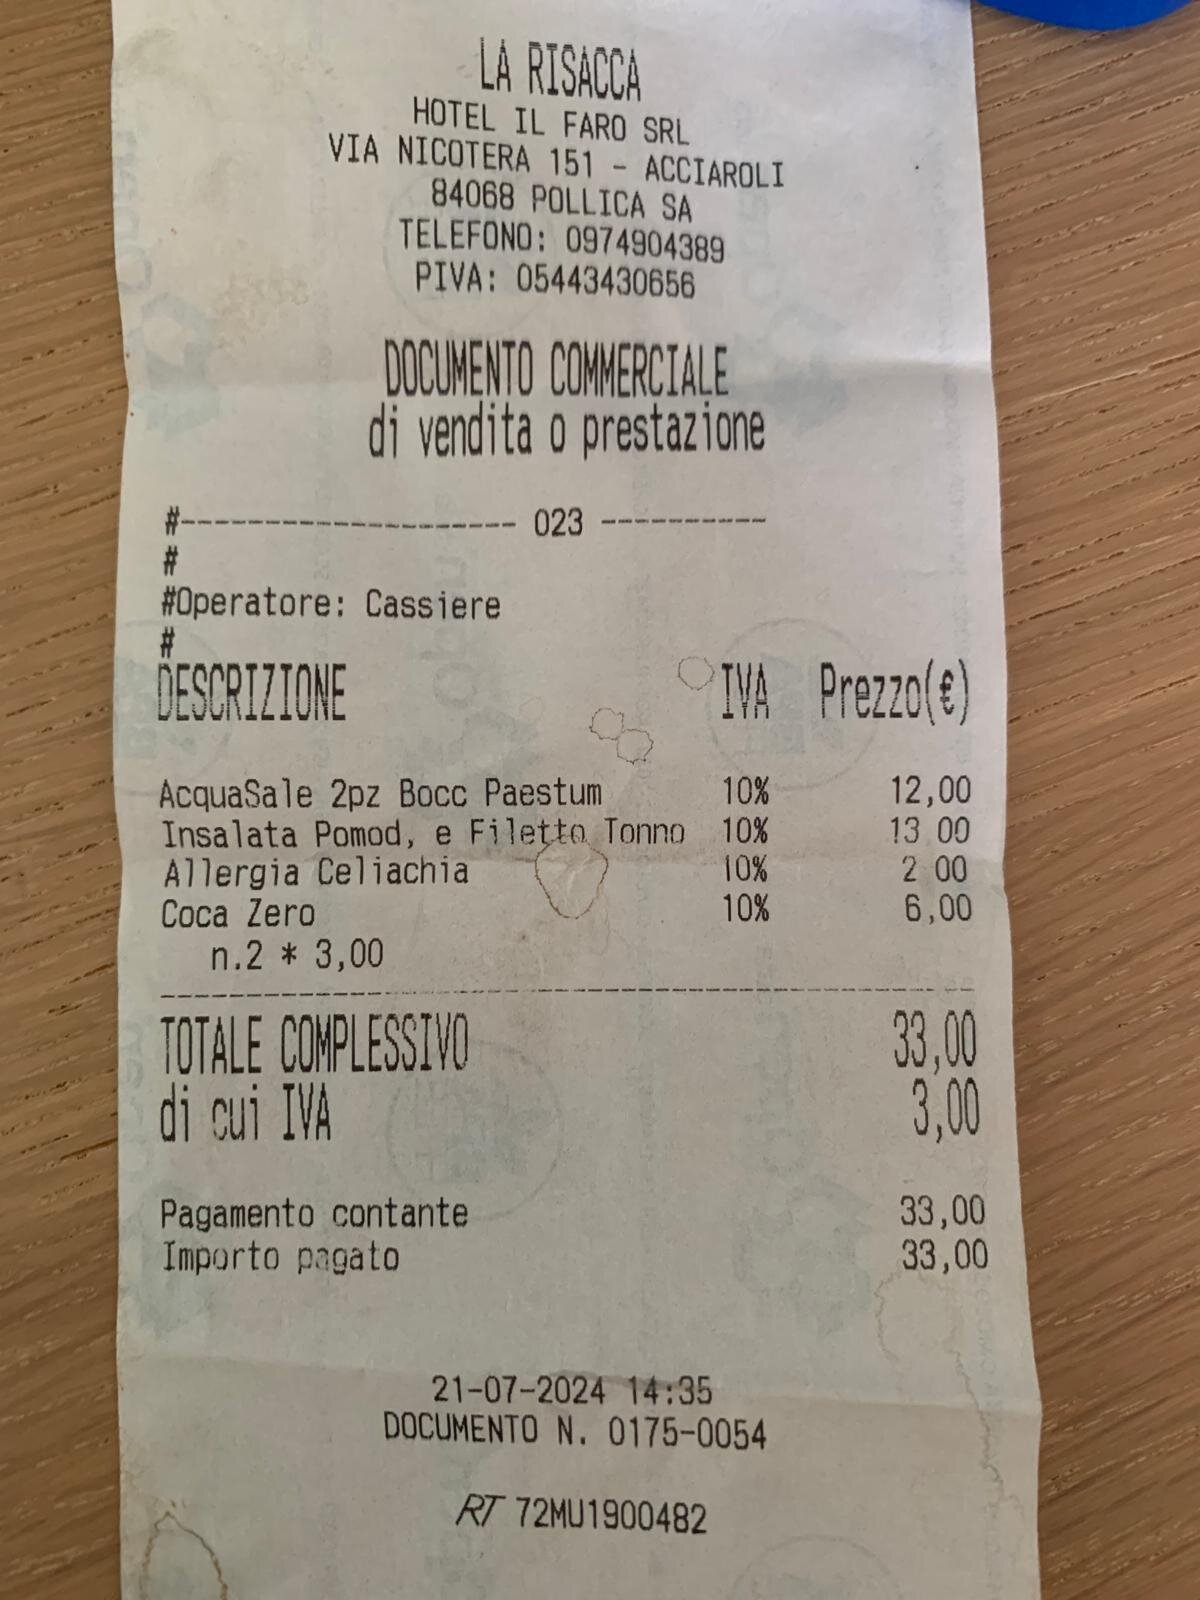 LA RISACCA
HOTEL IL FARO SRL
VIA NICOTERA 151 - ACCIAROLI
84068 POLLICA SA
TELEFONO: 0974904389
PIVA: 05443430656
DOCUMENTO COMMERCIALE
di vendita o prestazione
#-------------------- 023 ----------
#
#Operatore: Cassiere
#
DESCRIZIONE IVA Prezzo(€)
AcquaSale 2pz Bocc Paestum 10% 12,00
Insalata Pomod, e Filetto Tonno 10% 13 00
Allergia Celiachia 10% 2 00
Coca Zero 10% 6,00
n.2 * 3,00
TOTALE COMPLESSIVO 33,00
di cui IVA 3,00
Pagamento contante 33,00
Importo pagato 33,00
21-07-2024 14:35
DOCUMENTO N. 0175-0054
RT 72MU1900482